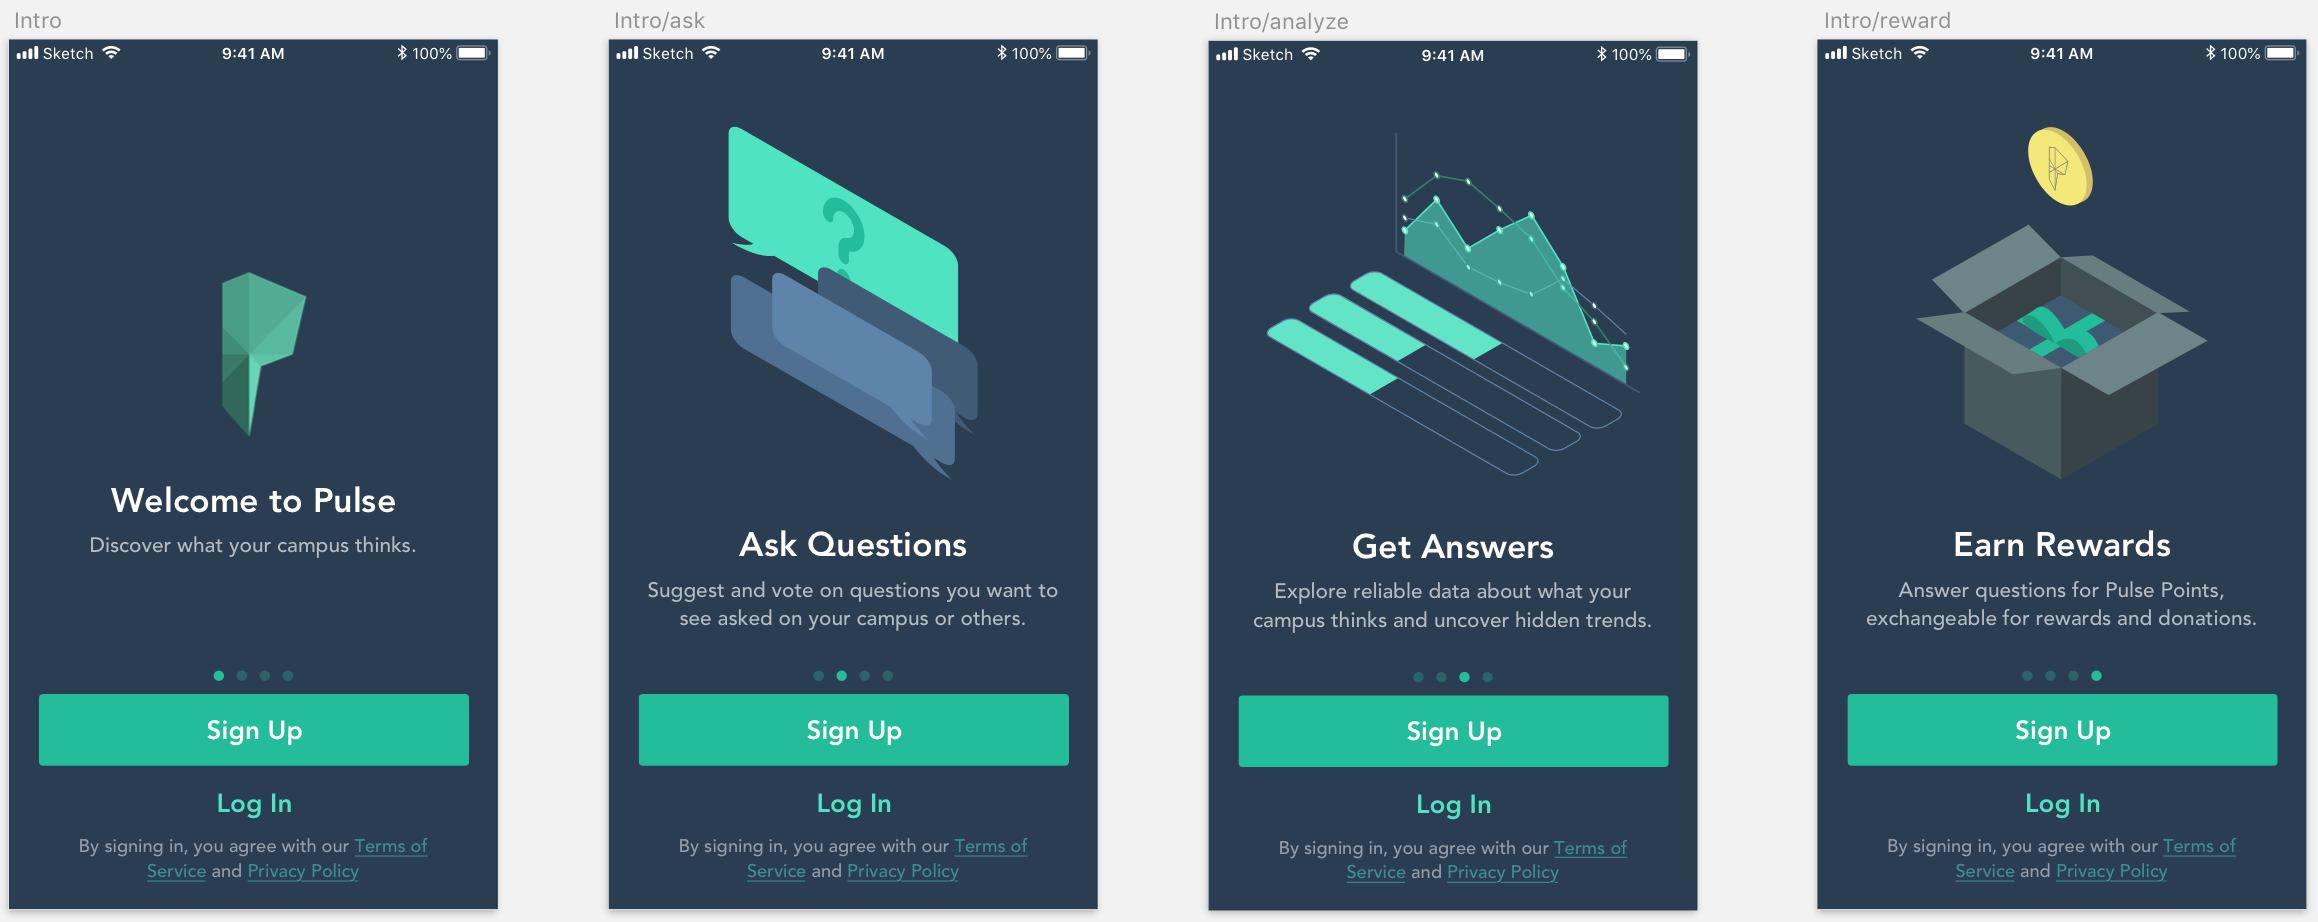 Intro
Sketch 9:41 AM 100%
Welcome to Pulse
Discover what your campus thinks.
Sign Up
Log In
By signing in, you agree with our Terms of
Service and Privacy Policy
Intro/ask
Sketch 9:41 AM 100%
?
Ask Questions
Suggest and vote on questions you want to
see asked on your campus or others.
Sign Up
Log In
By signing in, you agree with our Terms of
Service and Privacy Policy
Intro/analyze
Sketch 9:41 AM 100%
Get Answers
Explore reliable data about what your
campus thinks and uncover hidden trends.
Sign Up
Log In
By signing in, you agree with our Terms of
Service and Privacy Policy
Intro/reward
Sketch 9:41 AM 100%
Earn Rewards
Answer questions for Pulse Points,
exchangeable for rewards and donations.
Sign Up
Log In
By signing in, you agree with our Terms of
Service and Privacy Policy